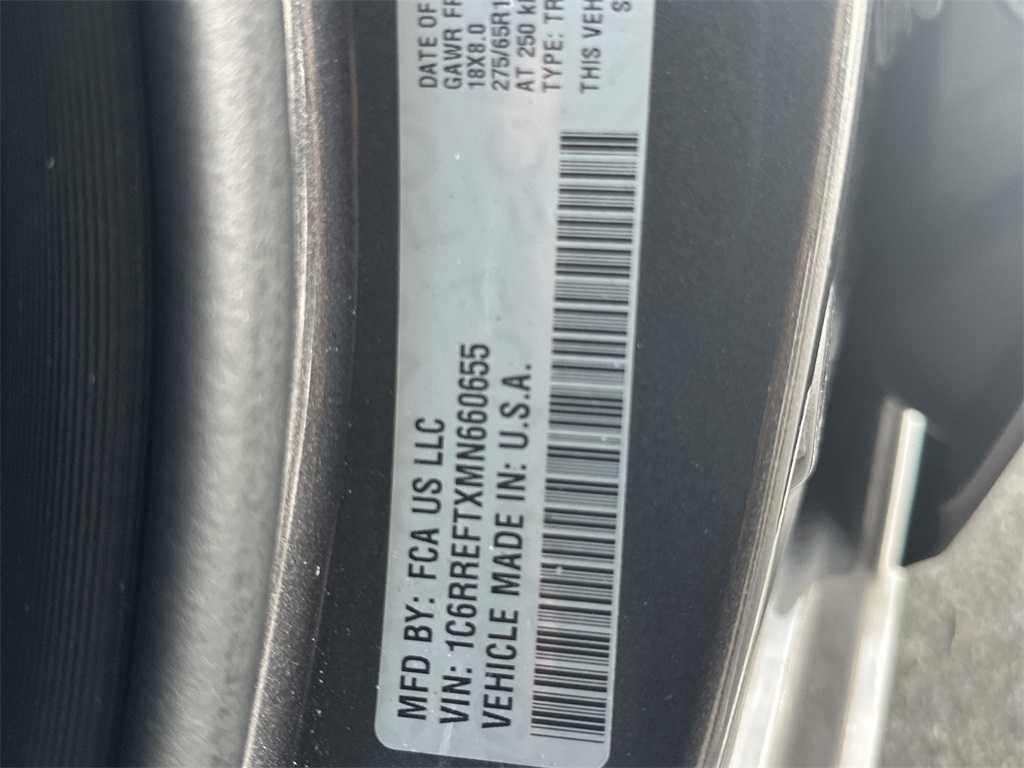 MFD BY: FCA US LLC
VIN: 1C6RREFTXMN660655
VEHICLE MADE IN: U.S.A.
DATE OF
GAWR FR
18X8.0
275/65R1
AT 250 k
TYPE: TR
THIS VEH
S